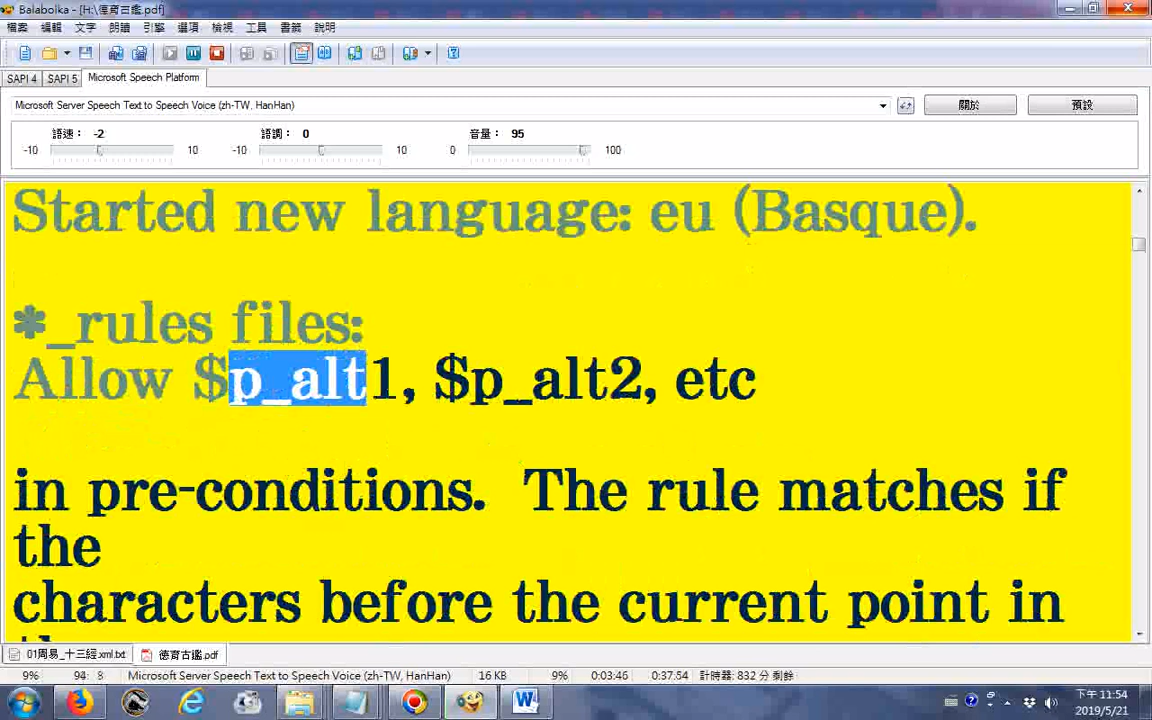 Balabolka - [H:\德育古鑑.pdf]
檔案 編輯 文字 朗讀 引擎 選項 檢視 工具 書籤 說明
SAPI 4 SAPI 5 Microsoft Speech Platform
Microsoft Server Speech Text to Speech Voice (zh-TW, HanHan) 關於 預設
語速： -2 語調： 0 音量： 95
-10 10 -10 10 0 100
Started new language: eu (Basque).
*_rules files:
Allow $p_alt1, $p_alt2, etc
in pre-conditions.  The rule matches if
the
characters before the current point in
01周易_十三經.xml.txt 德育古鑑.pdf
9% 94: 8 Microsoft Server Speech Text to Speech Voice (zh-TW, HanHan) 16 KB 9% 0:03:46 0:37:54 計時器: 832 分 剩餘
下午 11:54
2019/5/21